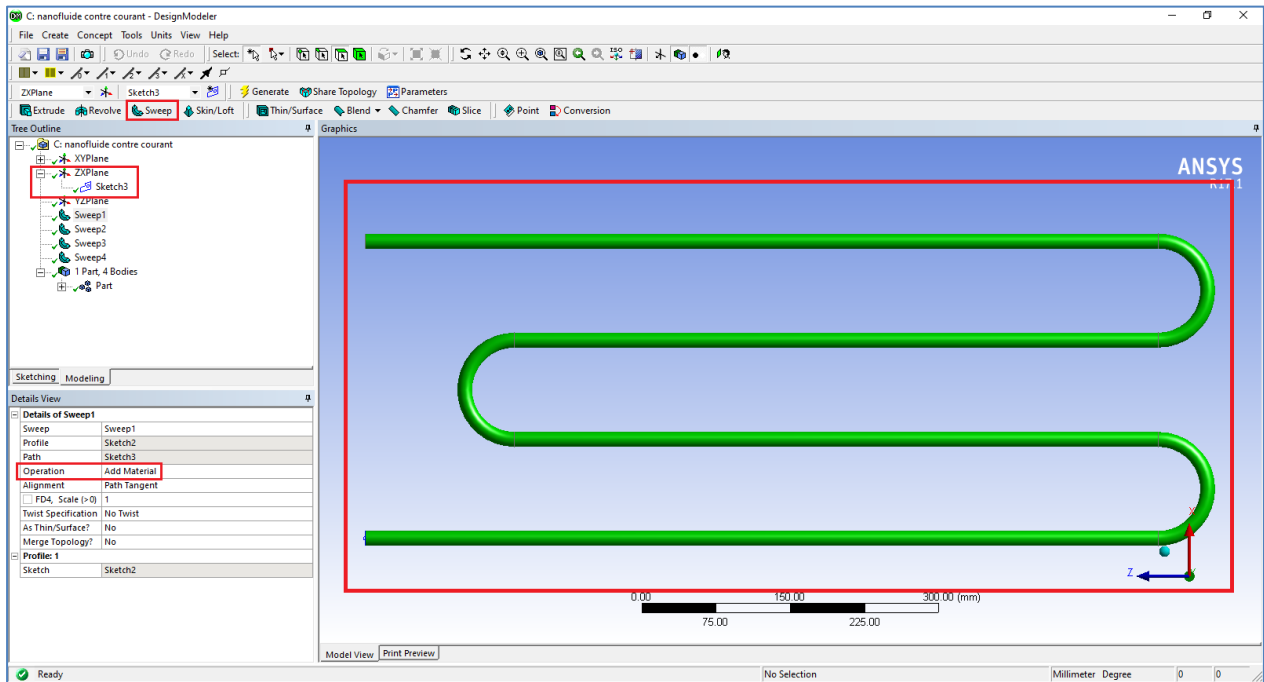 C: nanofluide contre courant - DesignModeler
File Create Concept Tools Units View Help
Undo Redo Select:
ZXPlane Sketch3 Generate Share Topology Parameters
Extrude Revolve Sweep Skin/Loft Thin/Surface Blend Chamfer Slice Point Conversion
Tree Outline
C: nanofluide contre courant
XYPlane
ZXPlane
Sketch3
YZPlane
Sweep1
Sweep2
Sweep3
Sweep4
1 Part, 4 Bodies
Part
Sketching Modeling
Details View
Details of Sweep1
Sweep Sweep1
Profile Sketch2
Path Sketch3
Operation Add Material
Alignment Path Tangent
FD4, Scale (>0) 1
Twist Specification No Twist
As Thin/Surface? No
Merge Topology? No
Profile: 1
Sketch Sketch2
Graphics
ANSYS
R17.1
X
Z
0.00 150.00 300.00 (mm)
75.00 225.00
Model View Print Preview
Ready No Selection Millimeter Degree 0 0